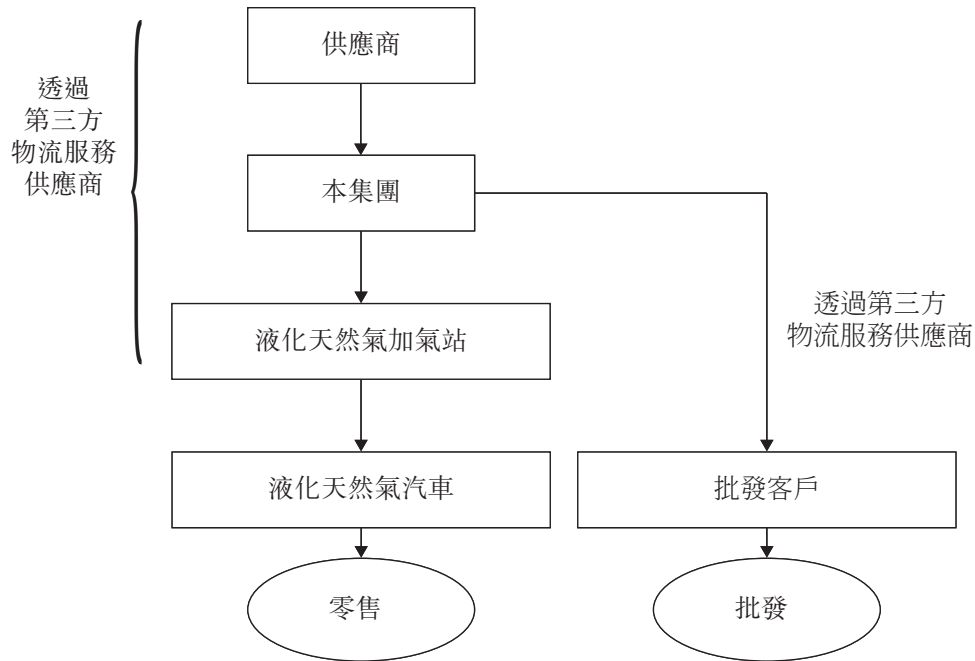 供應商
透過
第三方
物流服務
供應商
本集團
透過第三方
物流服務供應商
液化天然氣加氣站
液化天然氣汽車
批發客戶
零售
批發